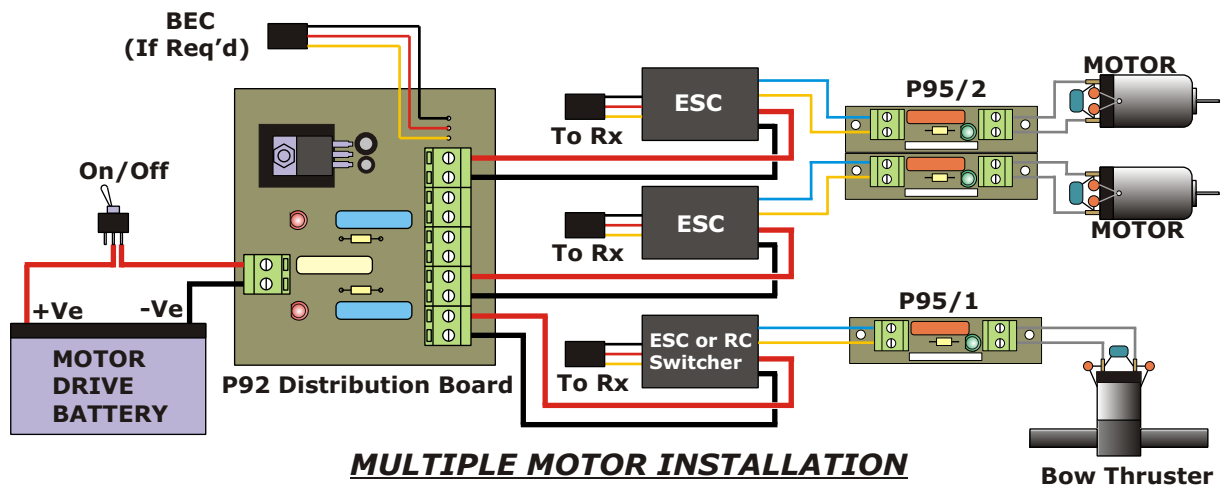 BEC
(If Req'd)
On/Off
+Ve
-Ve
MOTOR
DRIVE
BATTERY
P92 Distribution Board
To Rx
ESC
To Rx
ESC
To Rx
ESC or RC
Switcher
P95/2
MOTOR
MOTOR
P95/1
Bow Thruster
MULTIPLE MOTOR INSTALLATION